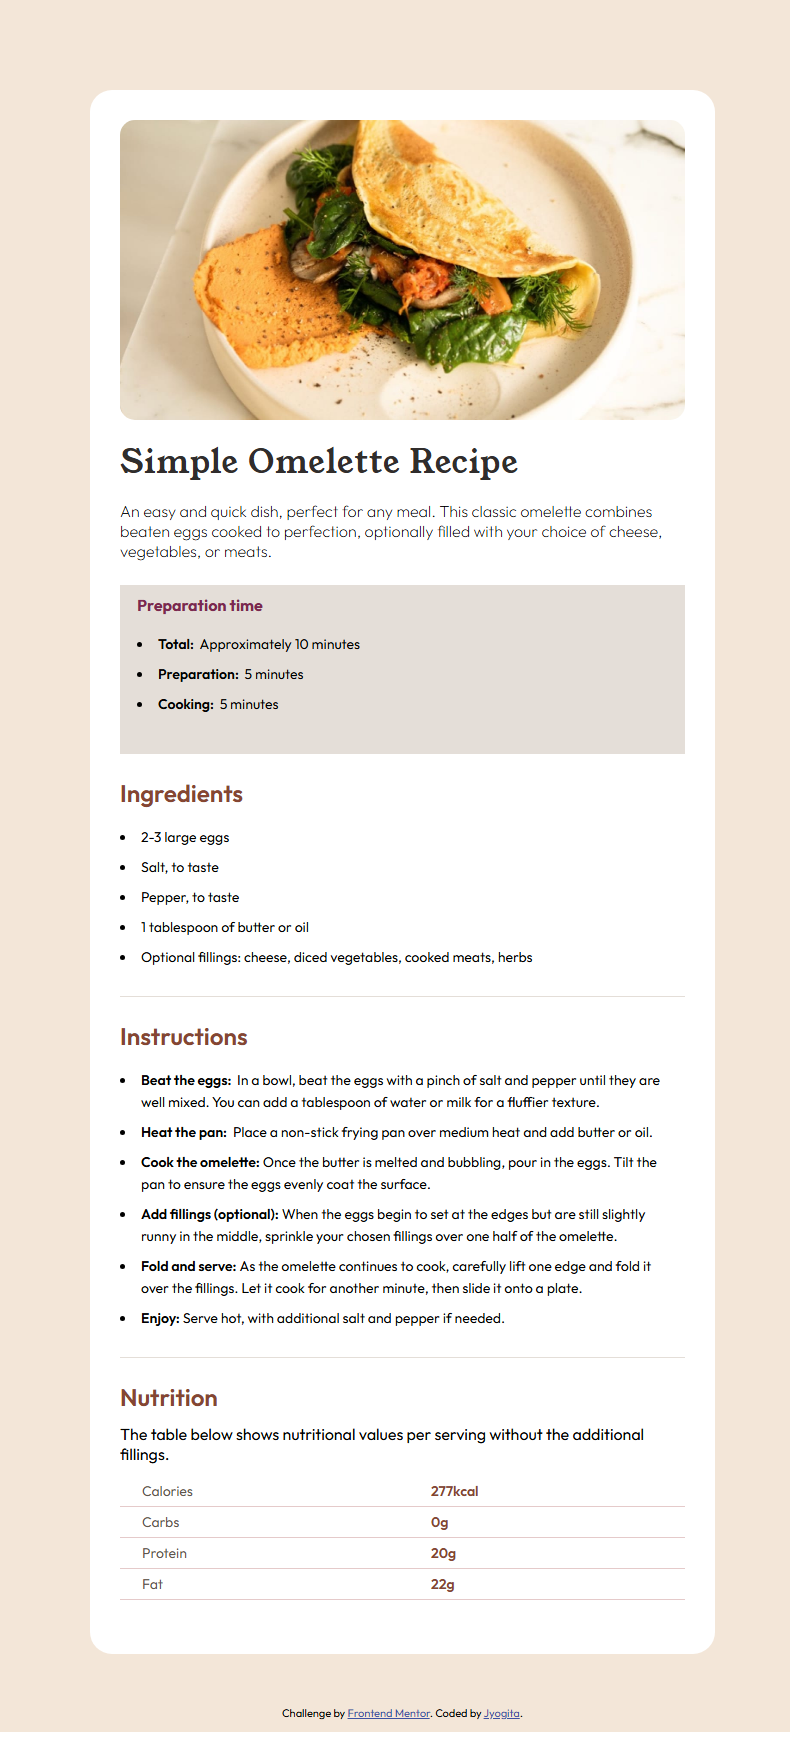 Simple Omelette Recipe
An easy and quick dish, perfect for any meal. This classic omelette combines
beaten eggs cooked to perfection, optionally filled with your choice of cheese,
vegetables, or meats.
Preparation time
• Total: Approximately 10 minutes
• Preparation: 5 minutes
• Cooking: 5 minutes
Ingredients
• 2-3 large eggs
• Salt, to taste
• Pepper, to taste
• 1 tablespoon of butter or oil
• Optional fillings: cheese, diced vegetables, cooked meats, herbs
Instructions
• Beat the eggs: In a bowl, beat the eggs with a pinch of salt and pepper until they are
well mixed. You can add a tablespoon of water or milk for a fluffier texture.
• Heat the pan: Place a non-stick frying pan over medium heat and add butter or oil.
• Cook the omelette: Once the butter is melted and bubbling, pour in the eggs. Tilt the
pan to ensure the eggs evenly coat the surface.
• Add fillings (optional): When the eggs begin to set at the edges but are still slightly
runny in the middle, sprinkle your chosen fillings over one half of the omelette.
• Fold and serve: As the omelette continues to cook, carefully lift one edge and fold it
over the fillings. Let it cook for another minute, then slide it onto a plate.
• Enjoy: Serve hot, with additional salt and pepper if needed.
Nutrition
The table below shows nutritional values per serving without the additional
fillings.
Calories 277kcal
Carbs 0g
Protein 20g
Fat 22g
Challenge by Frontend Mentor. Coded by Jyogita.